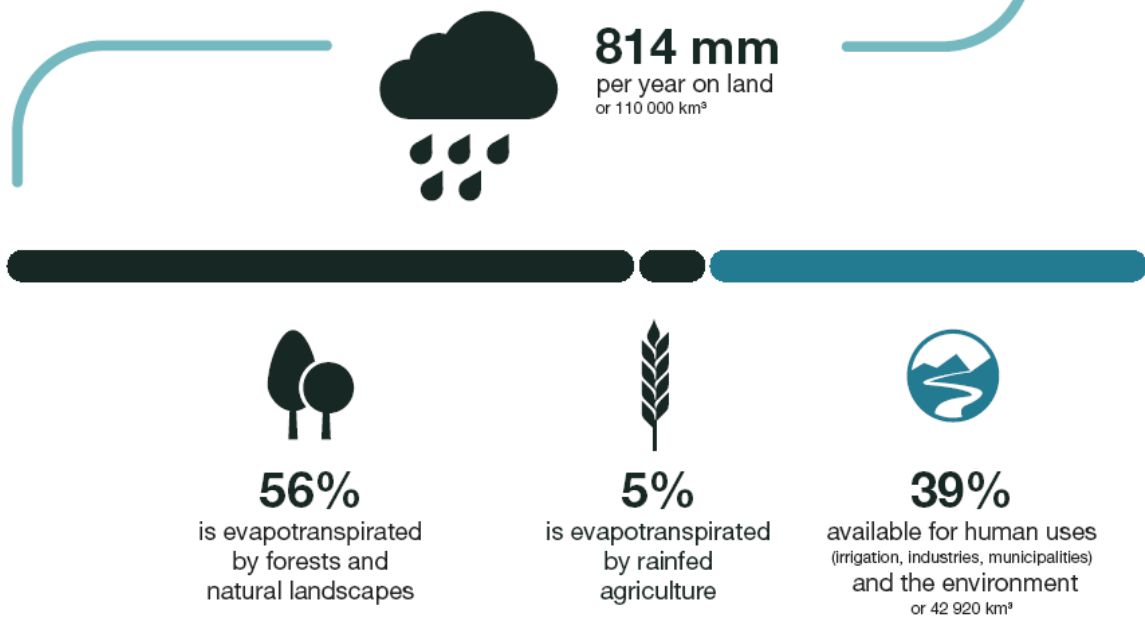 814 mm
per year on land
or 110 000 km³
56%
is evapotranspirated
by forests and
natural landscapes
5%
is evapotranspirated
by rainfed
agriculture
39%
available for human uses
(irrigation, industries, municipalities)
and the environment
or 42 920 km³